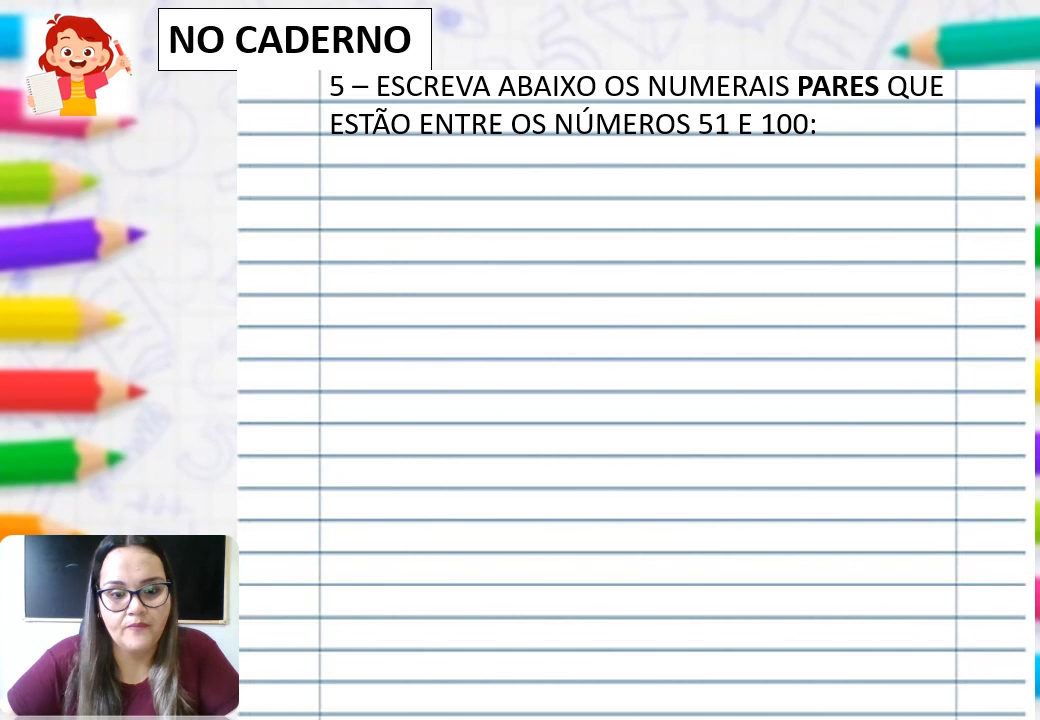 NO CADERNO
5 – ESCREVA ABAIXO OS NUMERAIS PARES QUE
ESTÃO ENTRE OS NÚMEROS 51 E 100: